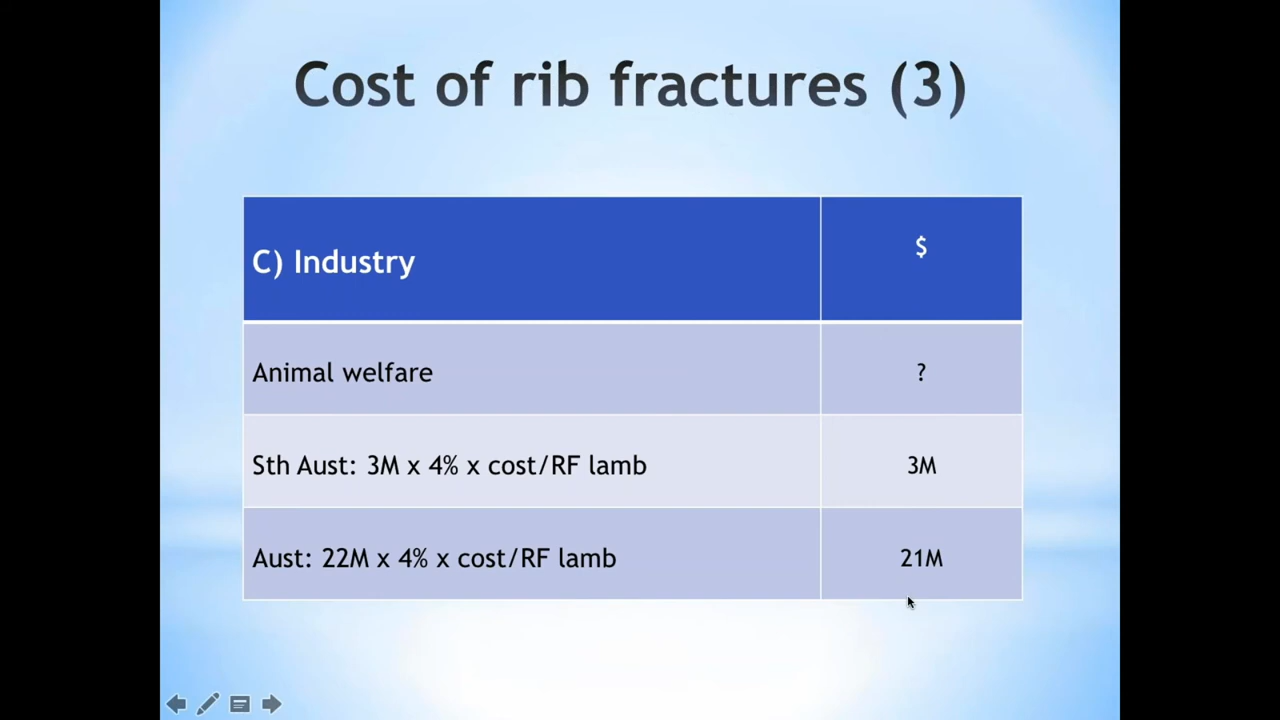 Cost of rib fractures (3)
C) Industry
$
Animal welfare
?
Sth Aust: 3M x 4% x cost/RF lamb
3M
Aust: 22M x 4% x cost/RF lamb
21M